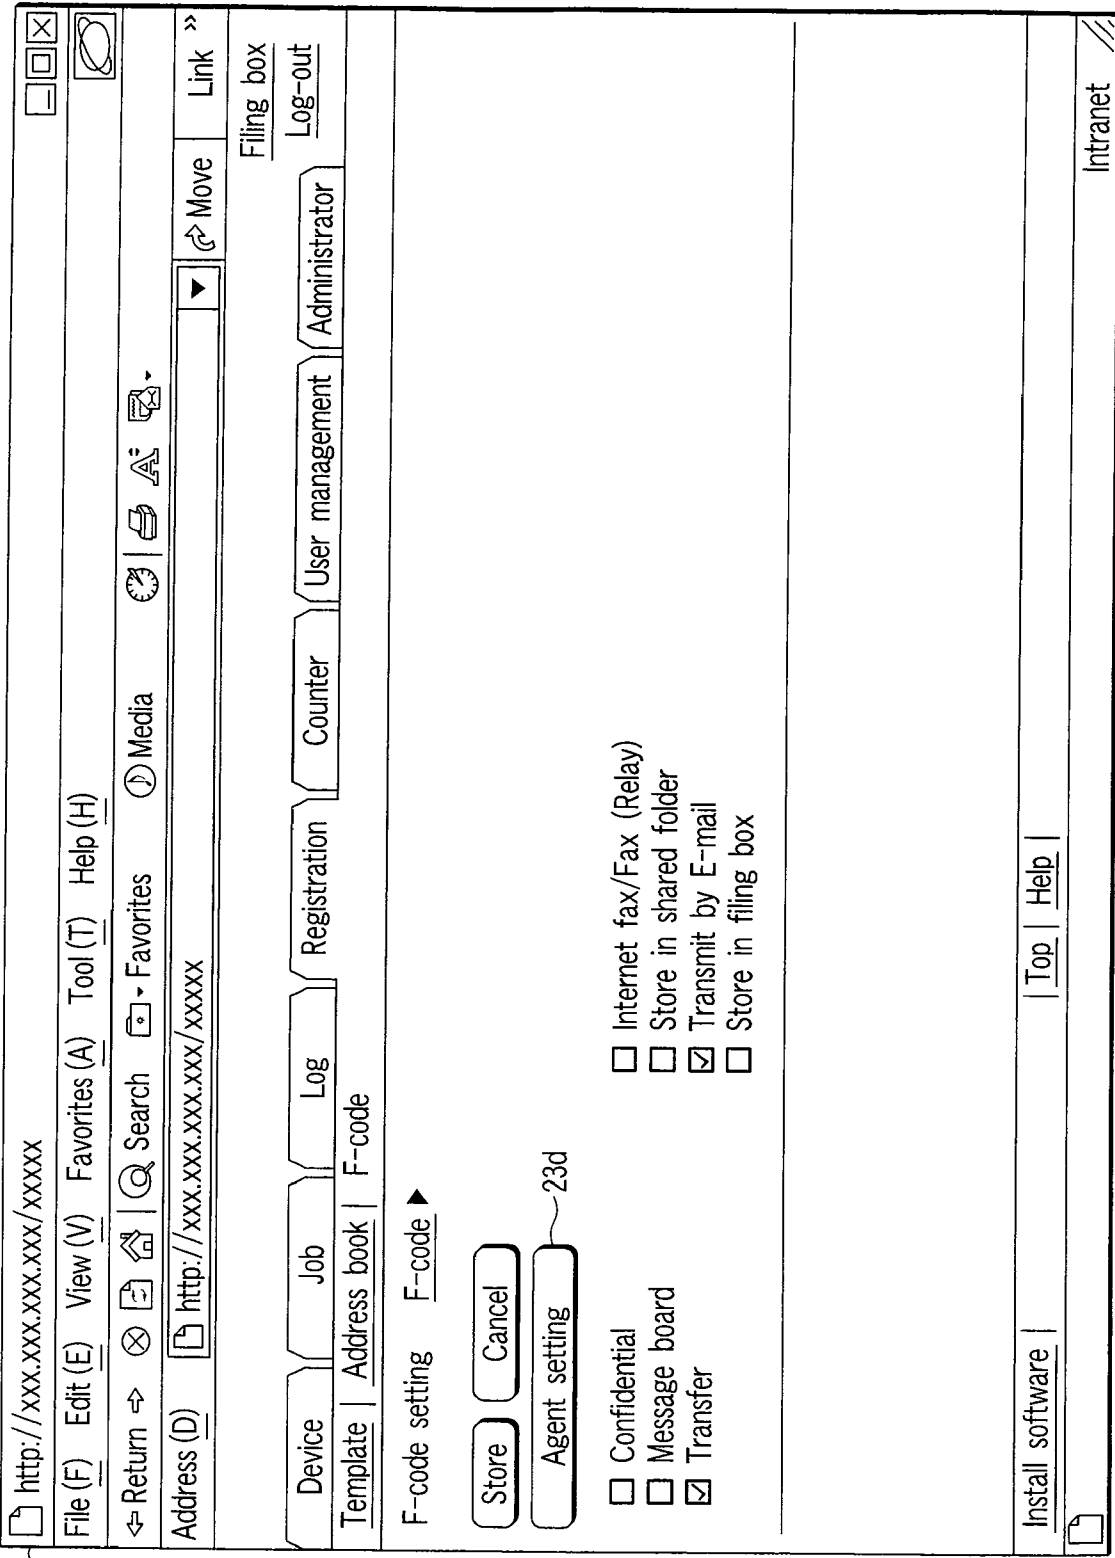 http://xxx.xxx.xxx.xxx/xxxxx
File (F) Edit (E) View (V) Favorites (A) Tool (T) Help (H)
Return Search Favorites Media
Address (D) http://xxx.xxx.xxx.xxx/xxxxx Move Link »
Filing box
Log-out
Device Job Log Registration Counter User management Administrator
Template | Address book | F-code
F-code setting F-code
Store Cancel
Agent setting 23d
Confidential Internet fax/Fax (Relay)
Message board Store in shared folder
Transfer Transmit by E-mail
Store in filing box
Install software | | Top | Help |
Intranet